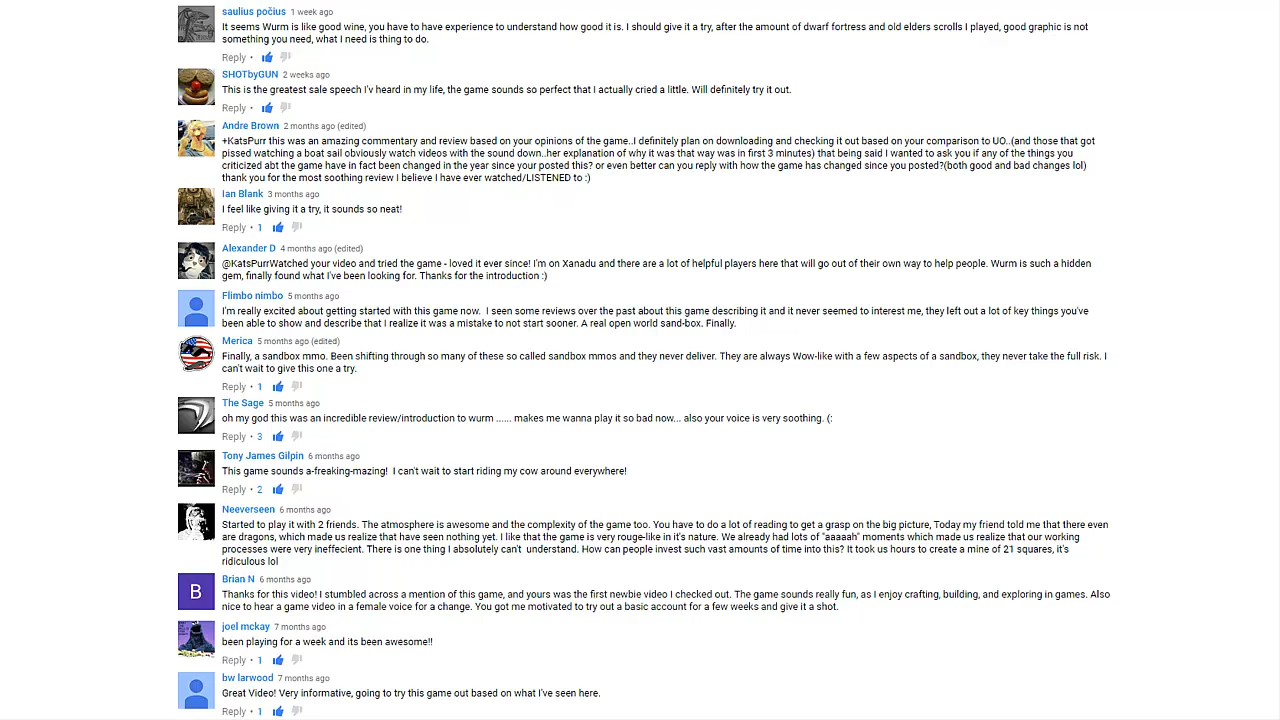 saulius počius 1 week ago
It seems Wurm is like good wine, you have to have experience to understand how good it is. I should give it a try, after the amount of dwarf fortress and old elders scrolls I played, good graphic is not
something you need, what I need is thing to do.
Reply •
SHOTbyGUN 2 weeks ago
This is the greatest sale speech I'v heard in my life, the game sounds so perfect that I actually cried a little. Will definitely try it out.
Reply •
Andre Brown 2 months ago (edited)
+KatsPurr this was an amazing commentary and review based on your opinions of the game..I definitely plan on downloading and checking it out based on your comparison to UO..(and those that got
pissed watching a boat sail obviously watch videos with the sound down..her explanation of why it was that way was in first 3 minutes) that being said I wanted to ask you if any of the things you
criticized abt the game have in fact been changed in the year since your posted this? or even better can you reply with how the game has changed since you posted?(both good and bad changes lol)
thank you for the most soothing review I believe I have ever watched/LISTENED to :)
Ian Blank 3 months ago
I feel like giving it a try, it sounds so neat!
Reply • 1
Alexander D 4 months ago (edited)
@KatsPurrWatched your video and tried the game - loved it ever since! I'm on Xanadu and there are a lot of helpful players here that will go out of their own way to help people. Wurm is such a hidden
gem, finally found what I've been looking for. Thanks for the introduction :)
Flimbo nimbo 5 months ago
I'm really excited about getting started with this game now. I seen some reviews over the past about this game describing it and it never seemed to interest me, they left out a lot of key things you've
been able to show and describe that I realize it was a mistake to not start sooner. A real open world sand-box. Finally.
Merica 5 months ago (edited)
Finally, a sandbox mmo. Been shifting through so many of these so called sandbox mmos and they never deliver. They are always Wow-like with a few aspects of a sandbox, they never take the full risk. I
can't wait to give this one a try.
Reply • 1
The Sage 5 months ago
oh my god this was an incredible review/introduction to wurm ...... makes me wanna play it so bad now... also your voice is very soothing. (:
Reply • 3
Tony James Gilpin 6 months ago
This game sounds a-freaking-mazing! I can't wait to start riding my cow around everywhere!
Reply • 2
Neeverseen 6 months ago
Started to play it with 2 friends. The atmosphere is awesome and the complexity of the game too. You have to do a lot of reading to get a grasp on the big picture, Today my friend told me that there even
are dragons, which made us realize that have seen nothing yet. I like that the game is very rouge-like in it's nature. We already had lots of "aaaaah" moments which made us realize that our working
processes were very ineffecient. There is one thing I absolutely can't understand. How can people invest such vast amounts of time into this? It took us hours to create a mine of 21 squares, it's
ridiculous lol
B
Brian N 6 months ago
Thanks for this video! I stumbled across a mention of this game, and yours was the first newbie video I checked out. The game sounds really fun, as I enjoy crafting, building, and exploring in games. Also
nice to hear a game video in a female voice for a change. You got me motivated to try out a basic account for a few weeks and give it a shot.
joel mckay 7 months ago
been playing for a week and its been awesome!!
Reply • 1
bw larwood 7 months ago
Great Video! Very informative, going to try this game out based on what I've seen here.
Reply • 1